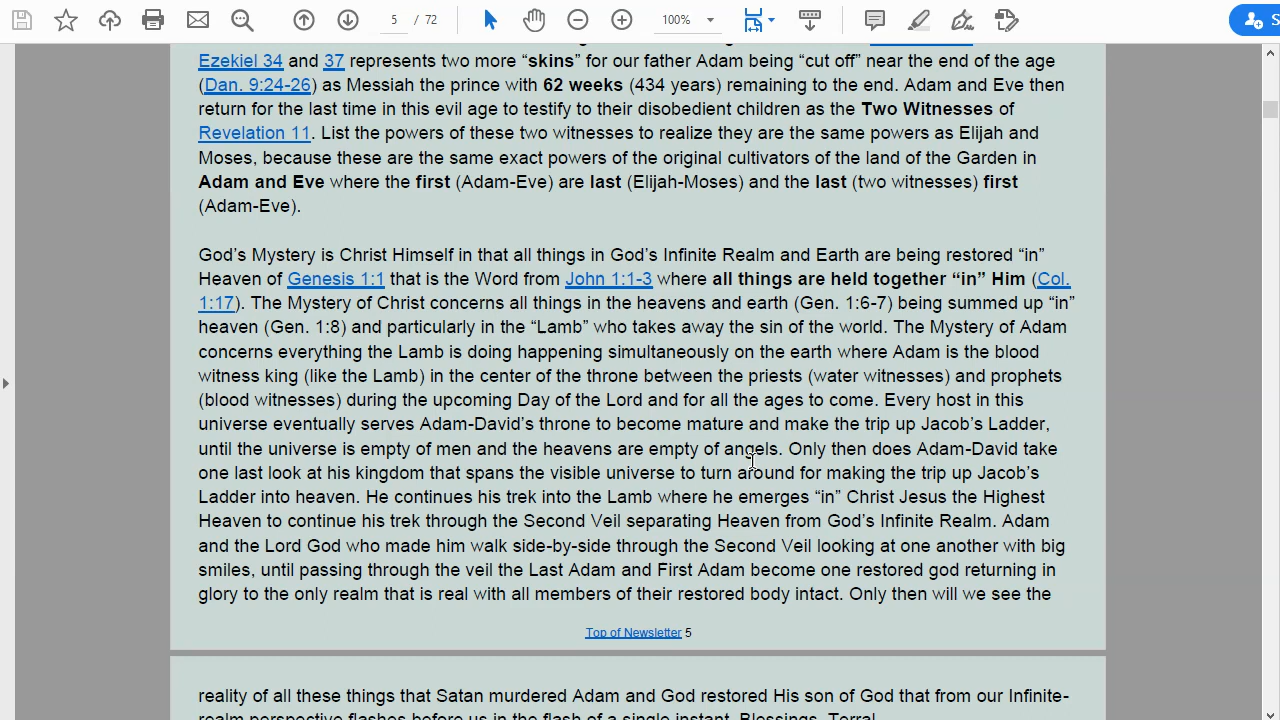 5 / 72
100%
S
Ezekiel 34 and 37 represents two more “skins” for our father Adam being “cut off” near the end of the age
(Dan. 9:24-26) as Messiah the prince with 62 weeks (434 years) remaining to the end. Adam and Eve then
return for the last time in this evil age to testify to their disobedient children as the Two Witnesses of
Revelation 11. List the powers of these two witnesses to realize they are the same powers as Elijah and
Moses, because these are the same exact powers of the original cultivators of the land of the Garden in
Adam and Eve where the first (Adam-Eve) are last (Elijah-Moses) and the last (two witnesses) first
(Adam-Eve).
God’s Mystery is Christ Himself in that all things in God’s Infinite Realm and Earth are being restored “in”
Heaven of Genesis 1:1 that is the Word from John 1:1-3 where all things are held together “in” Him (Col.
1:17). The Mystery of Christ concerns all things in the heavens and earth (Gen. 1:6-7) being summed up “in”
heaven (Gen. 1:8) and particularly in the “Lamb” who takes away the sin of the world. The Mystery of Adam
concerns everything the Lamb is doing happening simultaneously on the earth where Adam is the blood
witness king (like the Lamb) in the center of the throne between the priests (water witnesses) and prophets
(blood witnesses) during the upcoming Day of the Lord and for all the ages to come. Every host in this
universe eventually serves Adam-David’s throne to become mature and make the trip up Jacob’s Ladder,
until the universe is empty of men and the heavens are empty of angels. Only then does Adam-David take
one last look at his kingdom that spans the visible universe to turn around for making the trip up Jacob’s
Ladder into heaven. He continues his trek into the Lamb where he emerges “in” Christ Jesus the Highest
Heaven to continue his trek through the Second Veil separating Heaven from God’s Infinite Realm. Adam
and the Lord God who made him walk side-by-side through the Second Veil looking at one another with big
smiles, until passing through the veil the Last Adam and First Adam become one restored god returning in
glory to the only realm that is real with all members of their restored body intact. Only then will we see the
Top of Newsletter 5
reality of all these things that Satan murdered Adam and God restored His son of God that from our Infinite-
realm perspective flashes before us in the flash of a single instant. Blessings, Terral